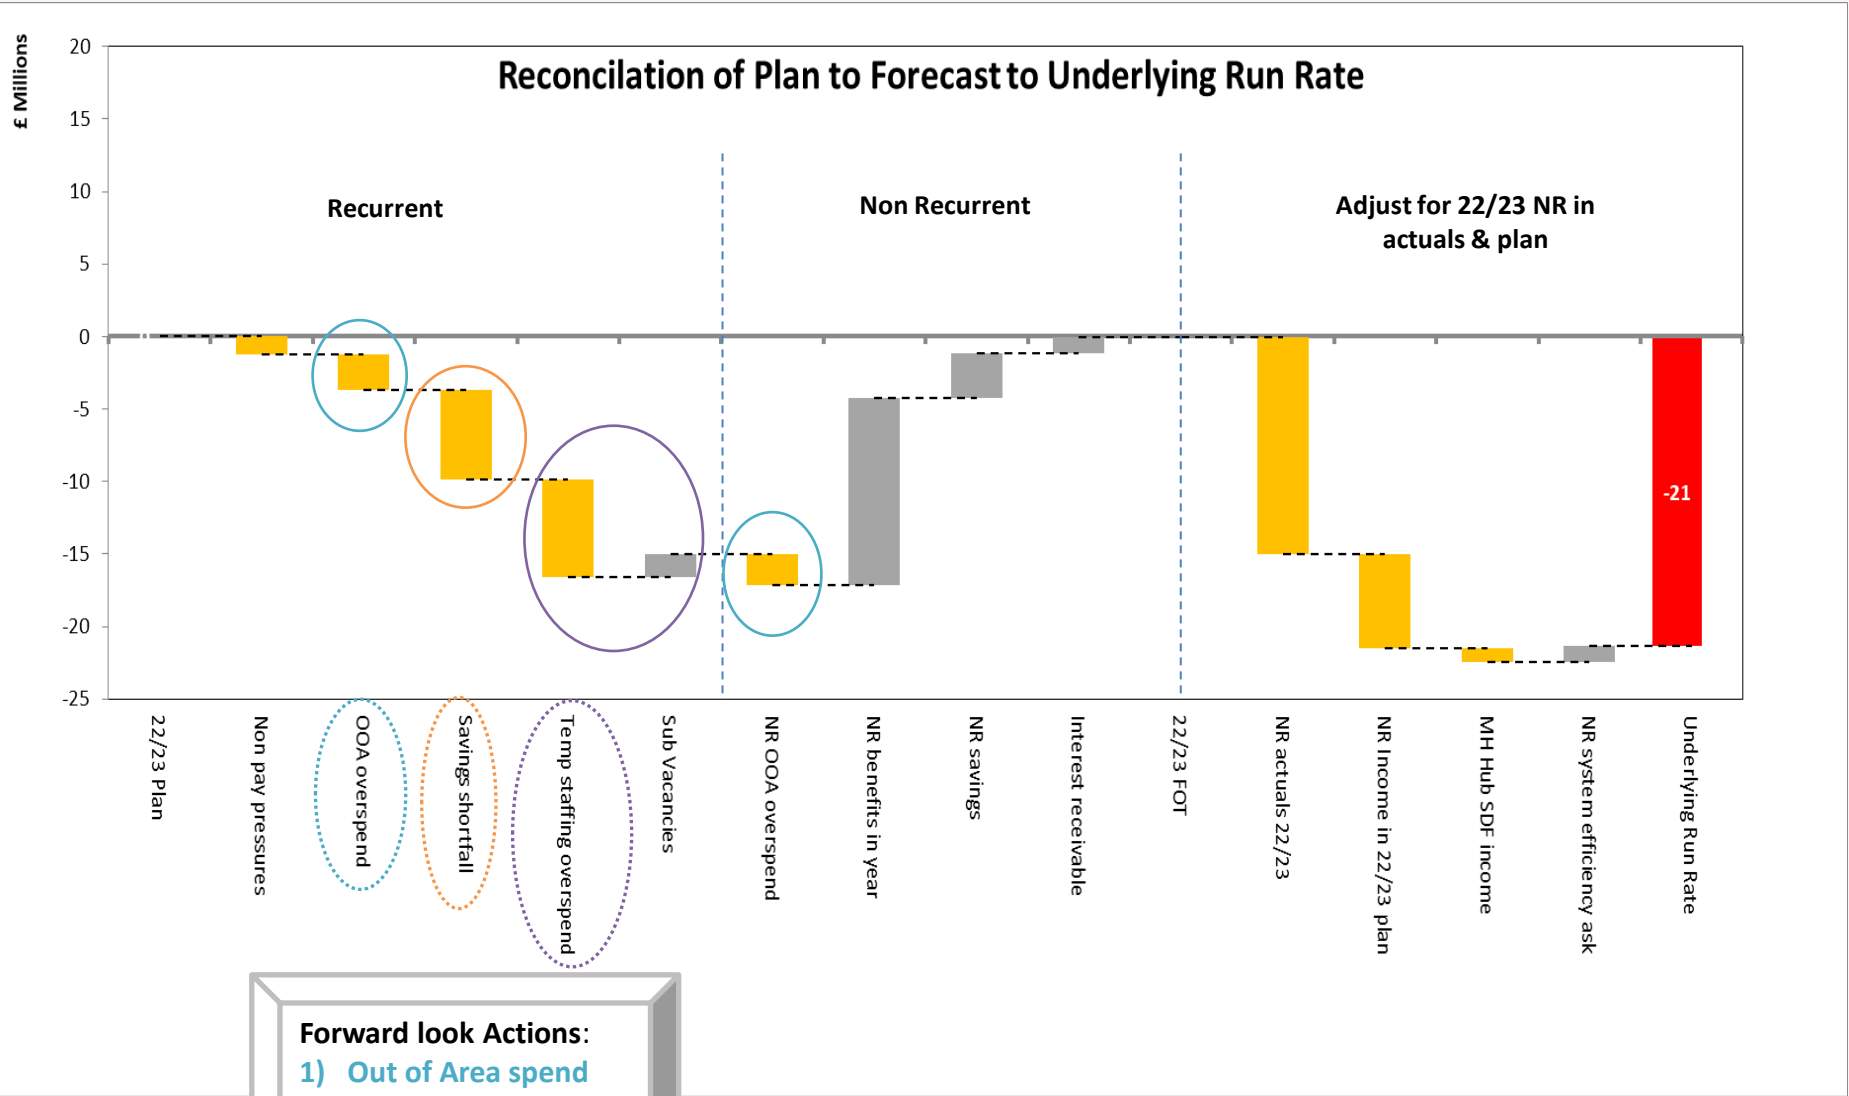 £ Millions
Reconcilation of Plan to Forecast to Underlying Run Rate
20
15
10
5
0
-5
-10
-15
-20
-25
Recurrent
Non Recurrent
Adjust for 22/23 NR in
actuals & plan
-21
22/23 Plan
Non pay pressures
OOA overspend
Savings shortfall
Temp staffing overspend
Sub Vacancies
NR OOA overspend
NR benefits in year
NR savings
Interest receivable
22/23 FOT
NR actuals 22/23
NR Income in 22/23 plan
MH Hub SDF income
NR system efficiency ask
Underlying Run Rate
Forward look Actions:
1) Out of Area spend